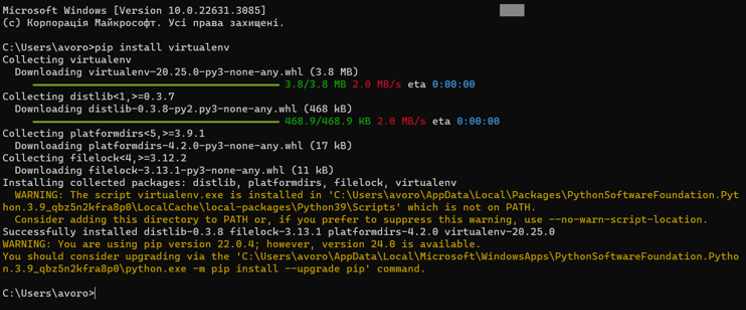 Microsoft Windows [Version 10.0.22631.3085]
(c) Корпорація Майкрософт. Усі права захищені.
C:\Users\avoro>pip install virtualenv
Collecting virtualenv
Downloading virtualenv-20.25.0-py3-none-any.whl (3.8 MB)
3.8/3.8 MB 2.0 MB/s eta 0:00:00
Collecting distlib<1,>=0.3.7
Downloading distlib-0.3.8-py2.py3-none-any.whl (468 kB)
468.9/468.9 KB 2.0 MB/s eta 0:00:00
Collecting platformdirs<5,>=3.9.1
Downloading platformdirs-4.2.0-py3-none-any.whl (17 kB)
Collecting filelock<4,>=3.12.2
Downloading filelock-3.13.1-py3-none-any.whl (11 kB)
Installing collected packages: distlib, platformdirs, filelock, virtualenv
WARNING: The script virtualenv.exe is installed in 'C:\Users\avoro\AppData\Local\Packages\PythonSoftwareFoundation.Pyt
hon.3.9_qbz5n2kfra8p0\LocalCache\local-packages\Python39\Scripts' which is not on PATH.
Consider adding this directory to PATH or, if you prefer to suppress this warning, use --no-warn-script-location.
Successfully installed distlib-0.3.8 filelock-3.13.1 platformdirs-4.2.0 virtualenv-20.25.0
WARNING: You are using pip version 22.0.4; however, version 24.0 is available.
You should consider upgrading via the 'C:\Users\avoro\AppData\Local\Microsoft\WindowsApps\PythonSoftwareFoundation.Pytho
n.3.9_qbz5n2kfra8p0\python.exe -m pip install --upgrade pip' command.
C:\Users\avoro>